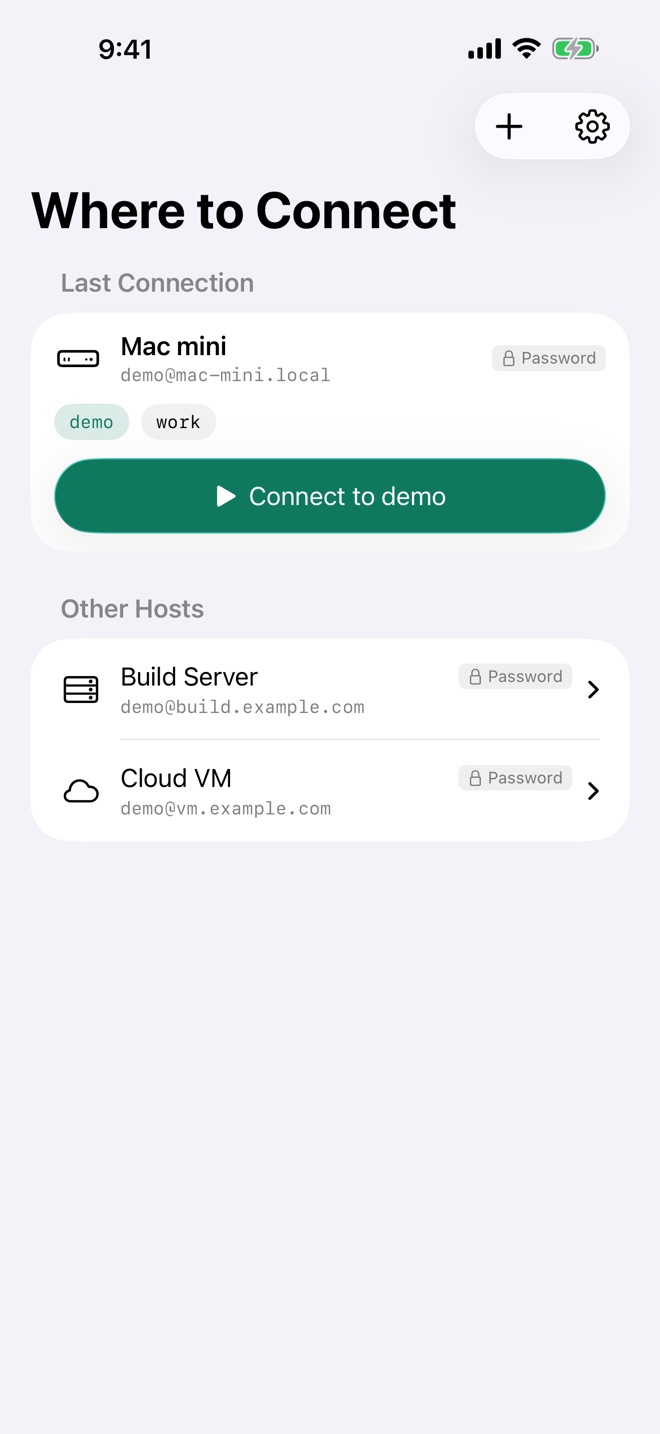 9:41
Where to Connect
Last Connection
Mac mini
Password
demo@mac-mini.local
demo work
Connect to demo
Other Hosts
Build Server
Password
demo@build.example.com
Cloud VM
Password
demo@vm.example.com